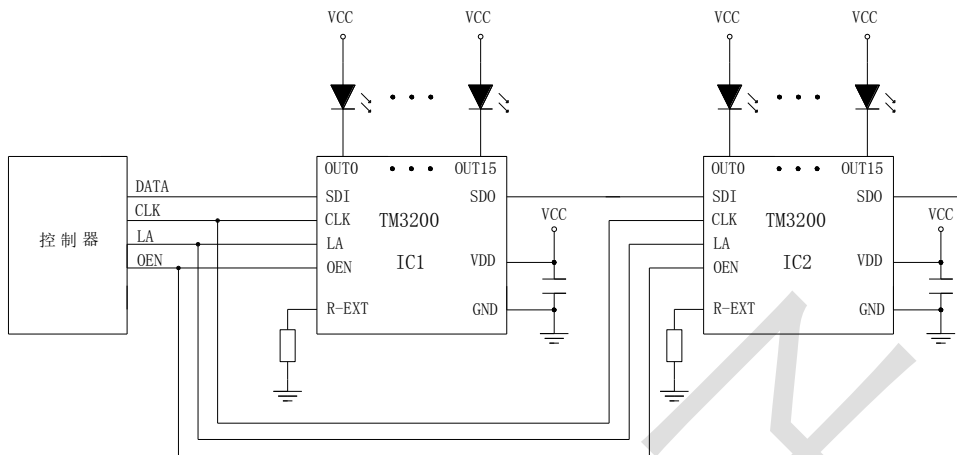 VCC VCC VCC VCC
OUT0 OUT15 OUT0 OUT15
DATA SDI SDO SDI SDO
CLK CLK TM3200 VCC CLK TM3200 VCC
控制器 LA LA LA
IC1 VDD IC2 VDD
OEN OEN OEN
R-EXT GND R-EXT GND